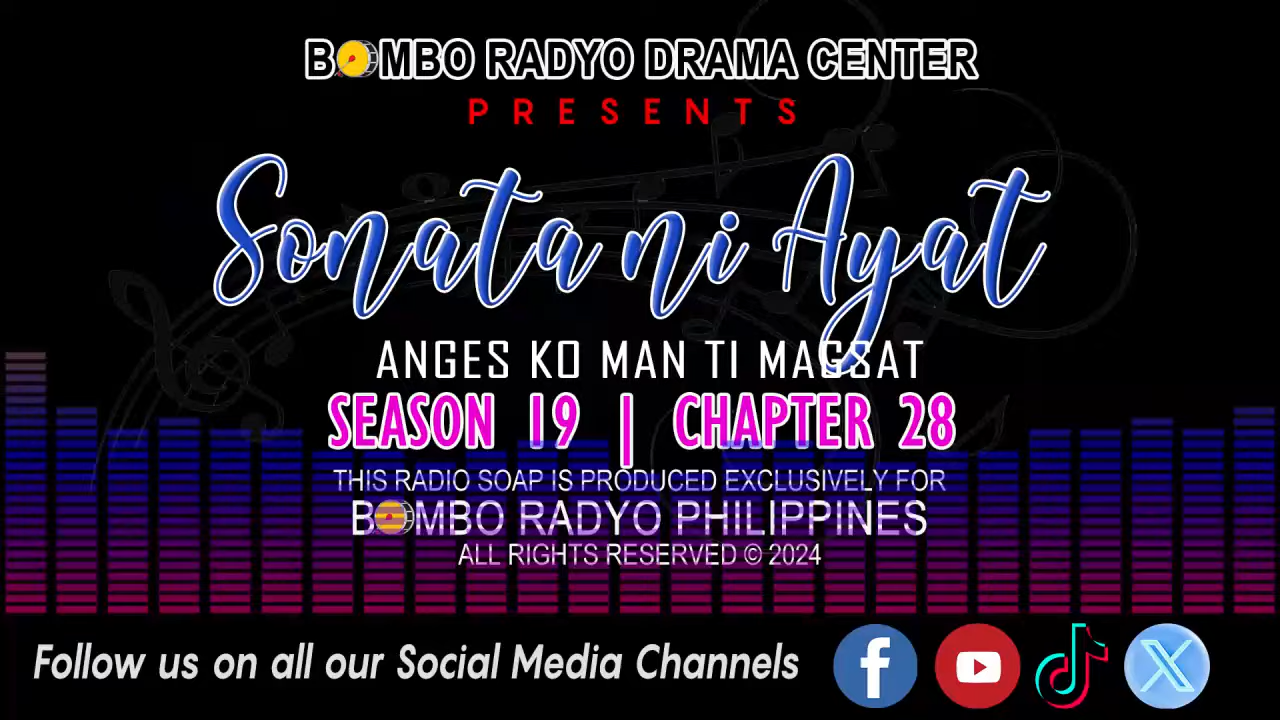 BOMBO RADYO DRAMA CENTER
PRESENTS
Sonata ni Ayat
ANGES KO MAN TI MAGSAT
SEASON 19 | CHAPTER 28
THIS RADIO SOAP IS PRODUCED EXCLUSIVELY FOR
BOMBO RADYO PHILIPPINES
ALL RIGHTS RESERVED © 2024
Follow us on all our Social Media Channels